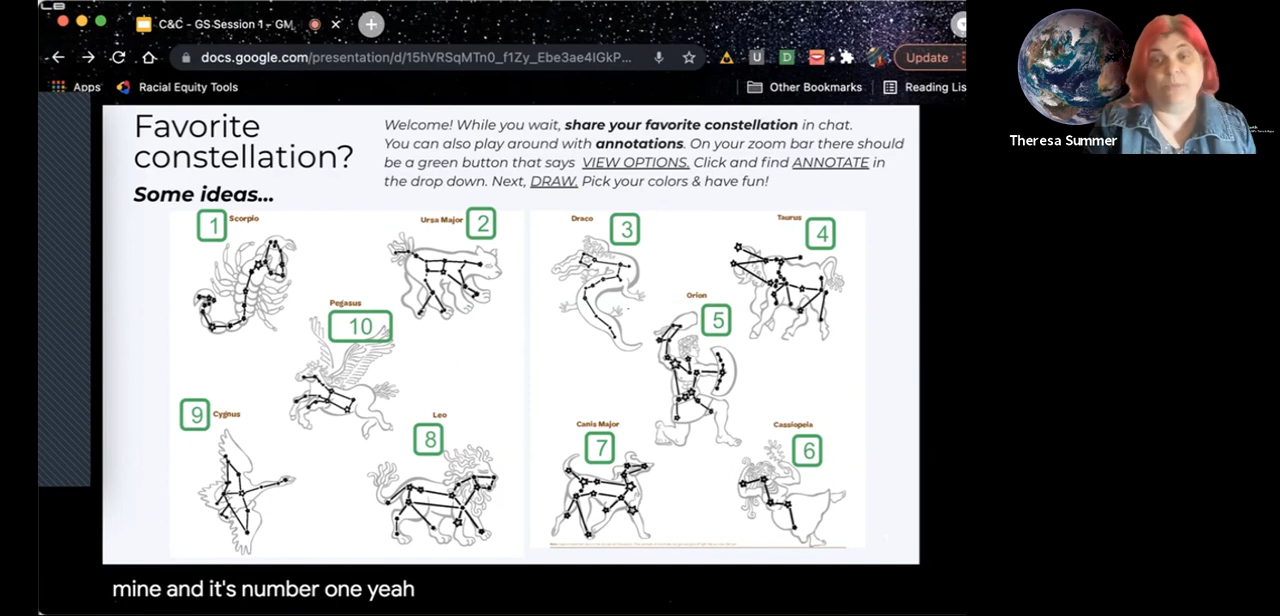 C&C - GS Session 1 - GM
docs.google.com/presentation/d/15hVRSqMTn0_f1Zy_Ebe3ae4IGkP...
Update
Apps
Racial Equity Tools
Other Bookmarks
Reading Lis
Favorite
constellation?
Some ideas...
Welcome! While you wait, share your favorite constellation in chat.
You can also play around with annotations. On your zoom bar there should
be a green button that says VIEW OPTIONS. Click and find ANNOTATE in
the drop down. Next, DRAW. Pick your colors & have fun!
1 Scorpio
Ursa Major 2
Draco 3
Taurus 4
Pegasus
10
Orion
5
9 Cygnus
Leo
8
Canis Major
7
Cassiopeia
6
Theresa Summer
mine and it's number one yeah